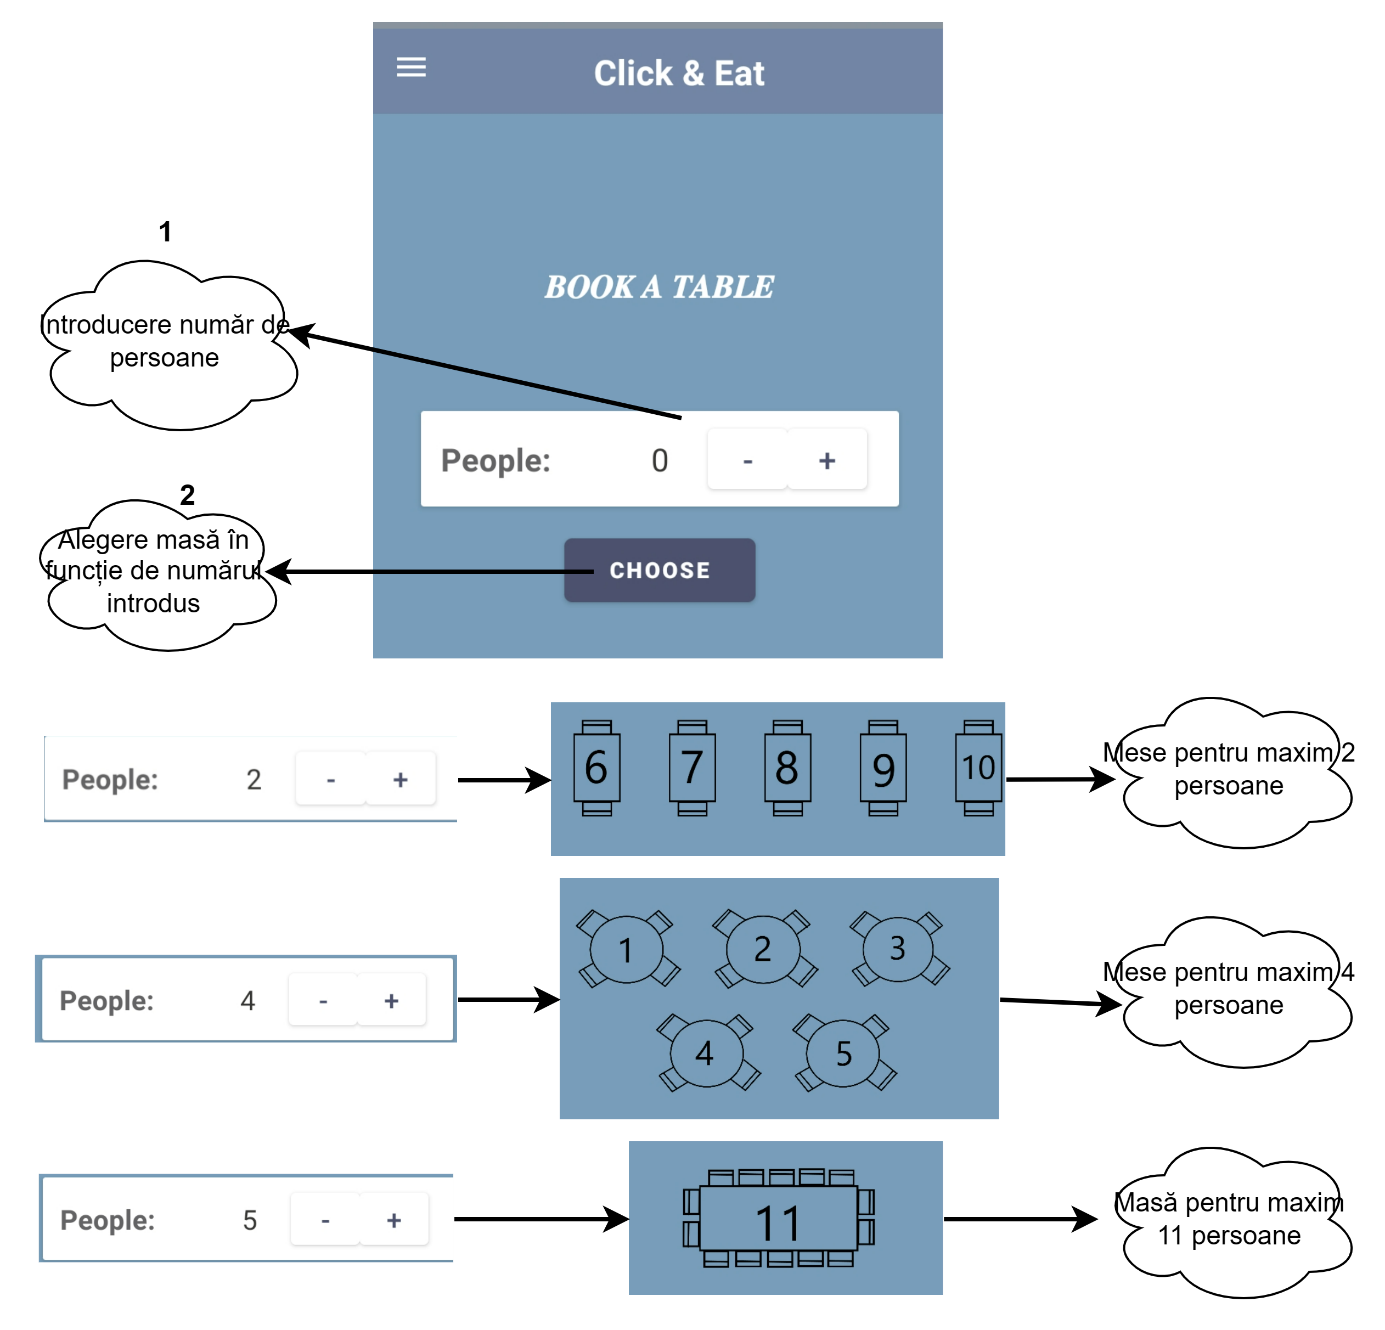 Click & Eat
1
Introducere număr de
persoane
BOOK A TABLE
People: 0 - +
2
Alegere masă în
funcție de numărul
introdus
CHOOSE
People: 2 - +
6 7 8 9 10
Mese pentru maxim 2
persoane
People: 4 - +
1 2 3
4 5
Mese pentru maxim 4
persoane
People: 5 - +
11
Masă pentru maxim
11 persoane